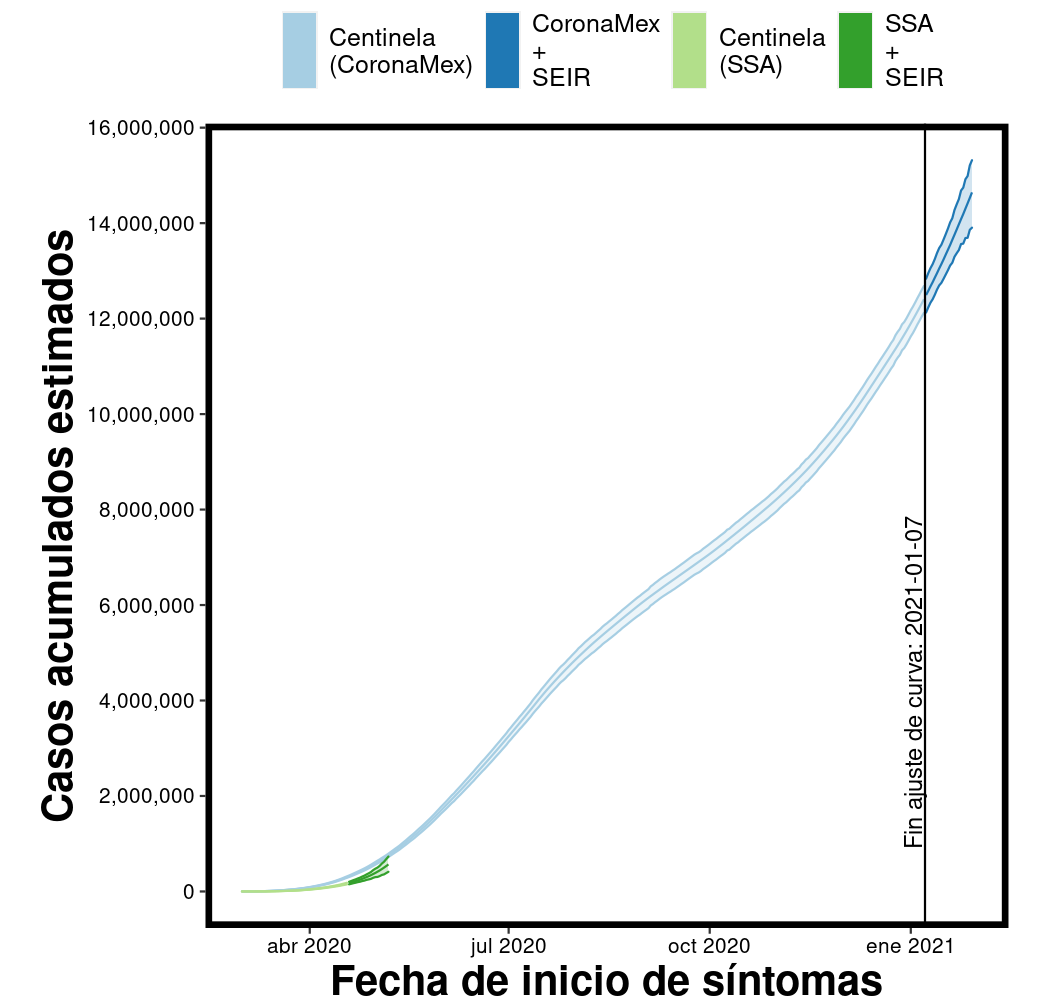 Centinela
(CoronaMex)
CoronaMex
+
SEIR
Centinela
(SSA)
SSA
+
SEIR
Casos acumulados estimados
16,000,000
14,000,000
12,000,000
10,000,000
8,000,000
6,000,000
4,000,000
2,000,000
0
Fin ajuste de curva: 2021-01-07
abr 2020
jul 2020
oct 2020
ene 2021
Fecha de inicio de síntomas